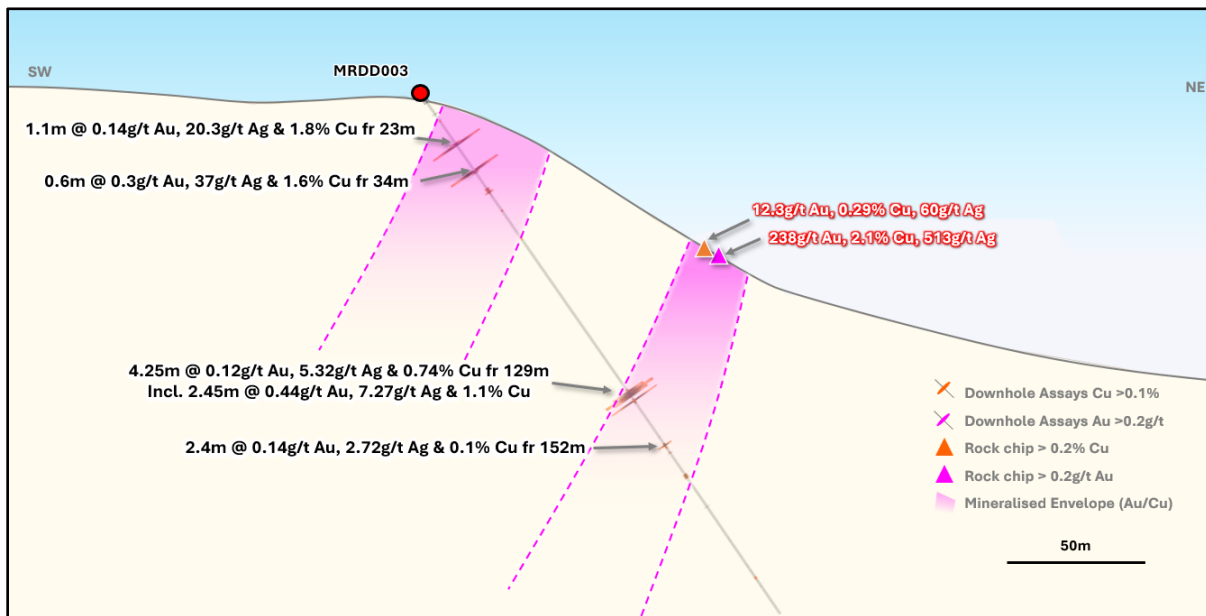 SW
MRDD003
NE
1.1m @ 0.14g/t Au, 20.3g/t Ag & 1.8% Cu fr 23m
0.6m @ 0.3g/t Au, 37g/t Ag & 1.6% Cu fr 34m
12.3g/t Au, 0.29% Cu, 60g/t Ag
238g/t Au, 2.1% Cu, 513g/t Ag
4.25m @ 0.12g/t Au, 5.32g/t Ag & 0.74% Cu fr 129m
Incl. 2.45m @ 0.44g/t Au, 7.27g/t Ag & 1.1% Cu
2.4m @ 0.14g/t Au, 2.72g/t Ag & 0.1% Cu fr 152m
Downhole Assays Cu >0.1%
Downhole Assays Au >0.2g/t
Rock chip > 0.2% Cu
Rock chip > 0.2g/t Au
Mineralised Envelope (Au/Cu)
50m